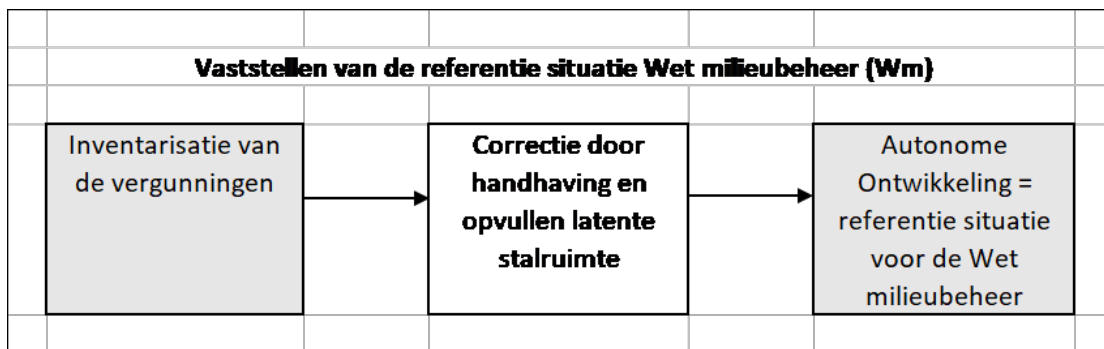 Vaststellen van de referentie situatie Wet milieubeheer (Wm)
Inventarisatie van
de vergunningen
Correctie door
handhaving en
opvullen latente
stalruimte
Autonome
Ontwikkeling =
referentie situatie
voor de Wet
milieubeheer